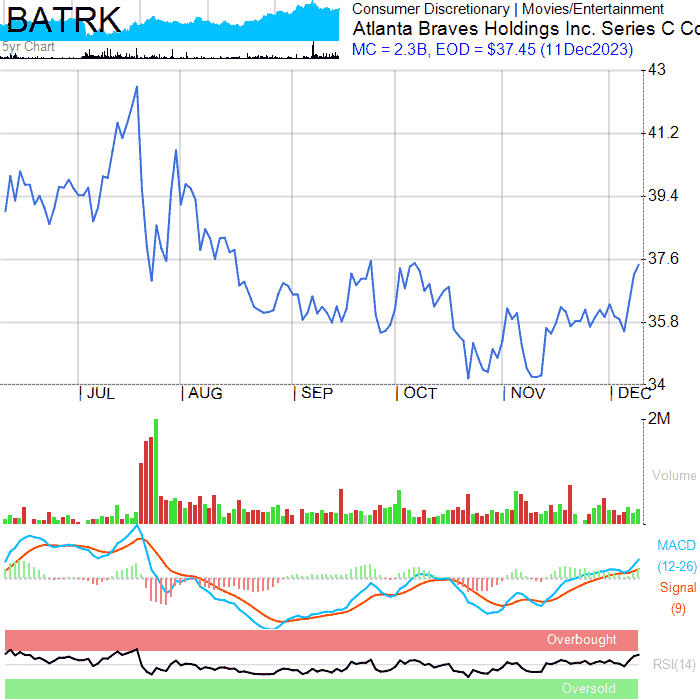 BATRK
5yr Chart
Consumer Discretionary | Movies/Entertainment
Atlanta Braves Holdings Inc. Series C Co
MC = 2.3B, EOD = $37.45 (11Dec2023)
43
41.2
39.4
37.6
35.8
34
| JUL | AUG | SEP | OCT | NOV | DEC
2M
Volume
MACD
(12-26)
Signal
(9)
Overbought
RSI(14)
Oversold